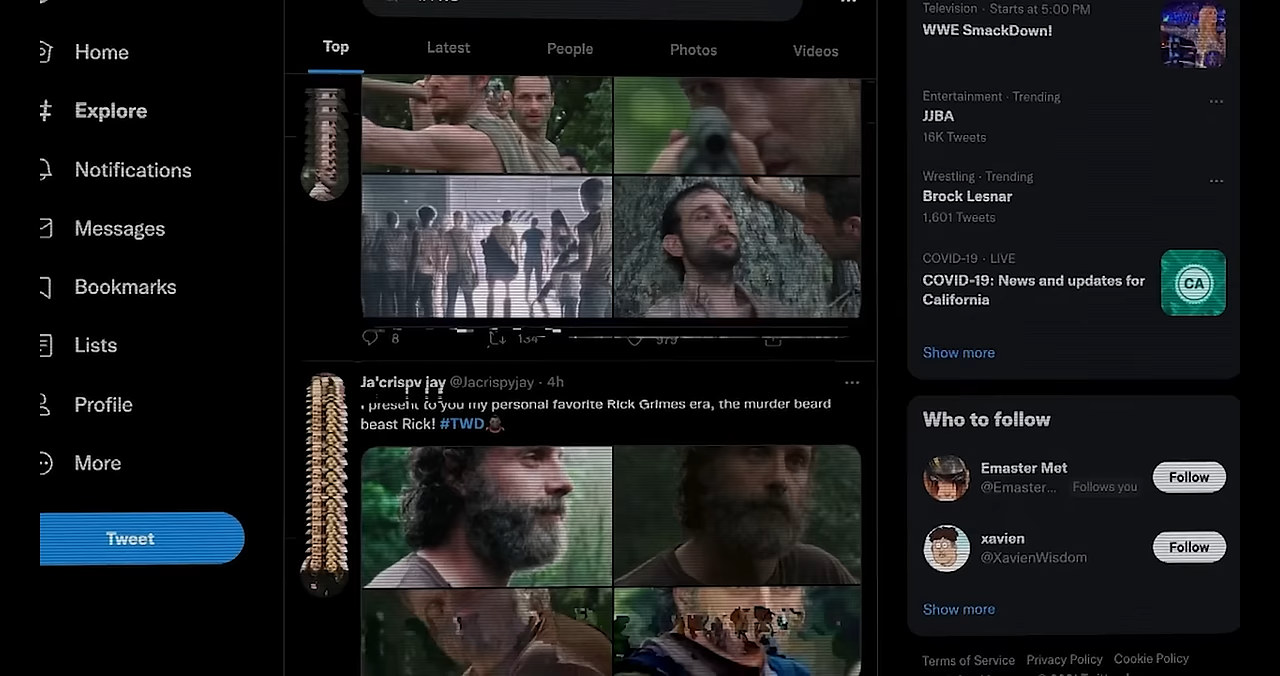 Home
Explore
Notifications
Messages
Bookmarks
Lists
Profile
More
Tweet
Top
Latest
People
Photos
Videos
8
134
979
Ja'crispy jay @Jacrispyjay · 4h
I present to you my personal favorite Rick Grimes era, the murder beard
beast Rick! #TWD
Television · Starts at 5:00 PM
WWE SmackDown!
Entertainment · Trending
JJBA
16K Tweets
Wrestling · Trending
Brock Lesnar
1,601 Tweets
COVID-19 · LIVE
COVID-19: News and updates for
California
CA
Show more
Who to follow
Emaster Met
@Emaster... Follows you
Follow
xavien
@XavienWisdom
Follow
Show more
Terms of Service Privacy Policy Cookie Policy